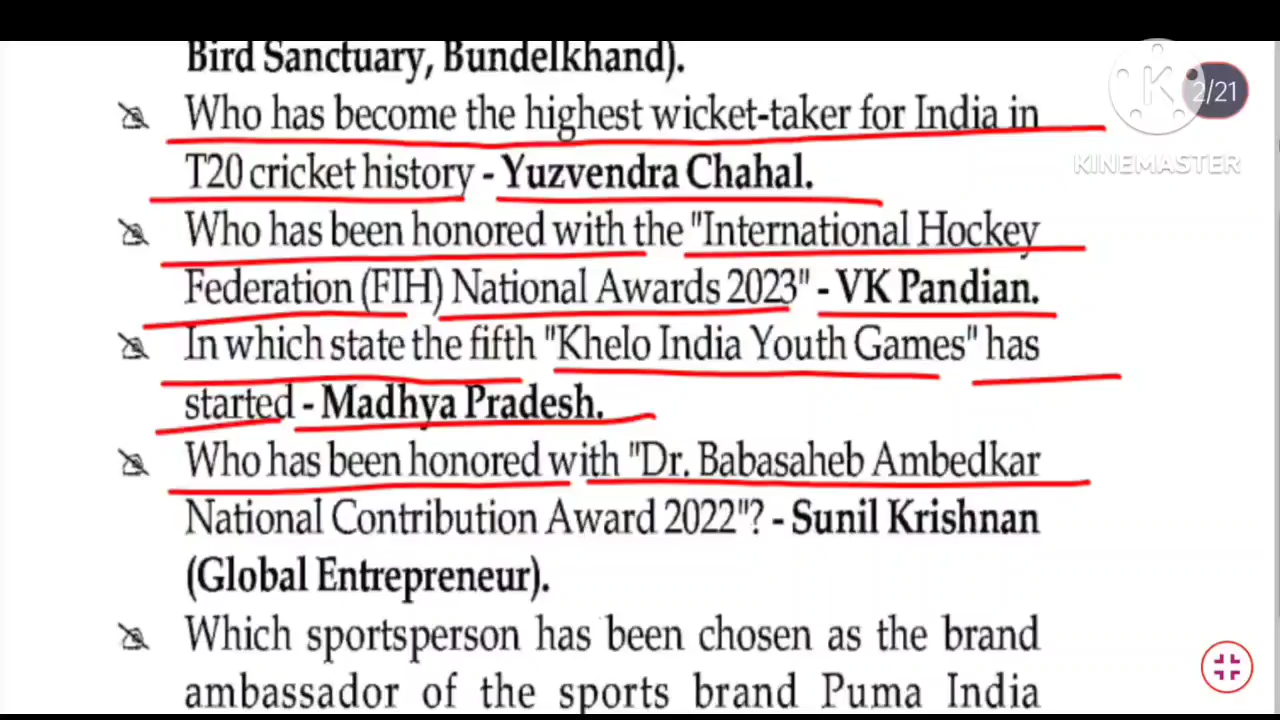 Bird Sanctuary, Bundelkhand).
Who has become the highest wicket-taker for India in
T20 cricket history - Yuzvendra Chahal.
Who has been honored with the "International Hockey
Federation (FIH) National Awards 2023" - VK Pandian.
In which state the fifth "Khelo India Youth Games" has
started - Madhya Pradesh.
Who has been honored with "Dr. Babasaheb Ambedkar
National Contribution Award 2022"? - Sunil Krishnan
(Global Entrepreneur).
Which sportsperson has been chosen as the brand
ambassador of the sports brand Puma India
2/21
K
KINEMASTER